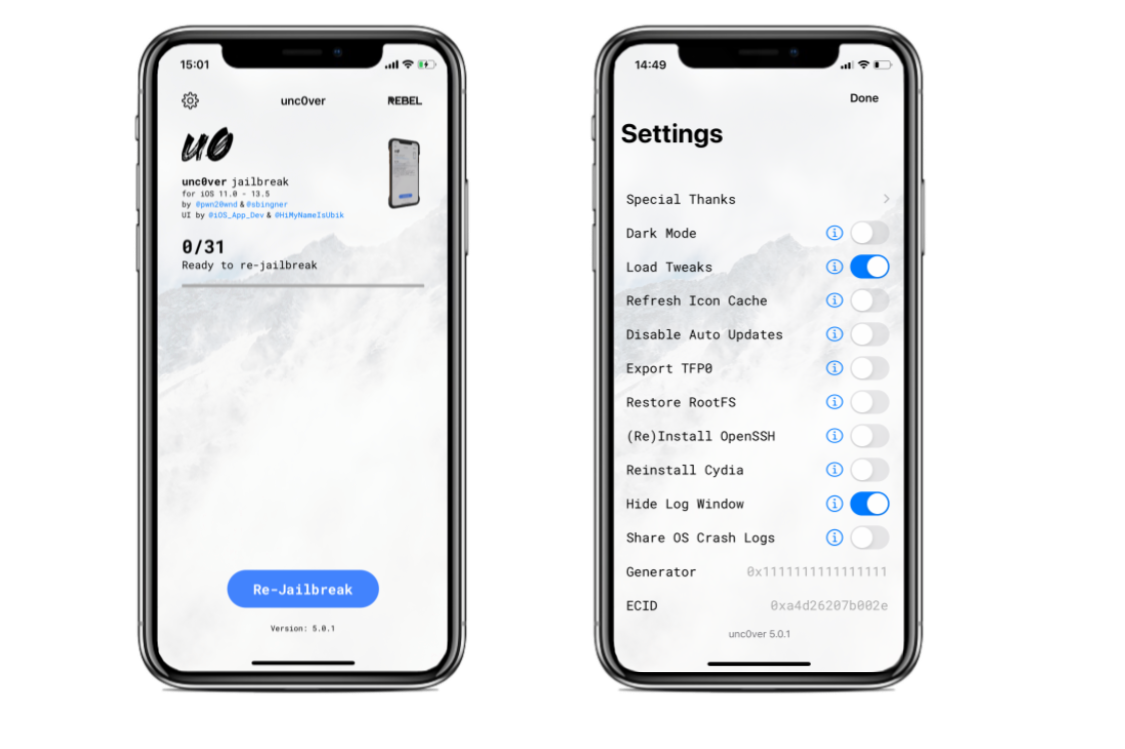 15:01
unc0ver
REBEL
u0
unc0ver jailbreak
for iOS 11.0 - 13.5
by @pwn20wnd & @sbingner
UI by @iOS_App_Dev & @HiMyNameIsUbik
0/31
Ready to re-jailbreak
Re-Jailbreak
Version: 5.0.1
14:49
Done
Settings
Special Thanks
Dark Mode
Load Tweaks
Refresh Icon Cache
Disable Auto Updates
Export TFP0
Restore RootFS
(Re)Install OpenSSH
Reinstall Cydia
Hide Log Window
Share OS Crash Logs
Generator 0x1111111111111111
ECID 0xa4d26207b002e
unc0ver 5.0.1